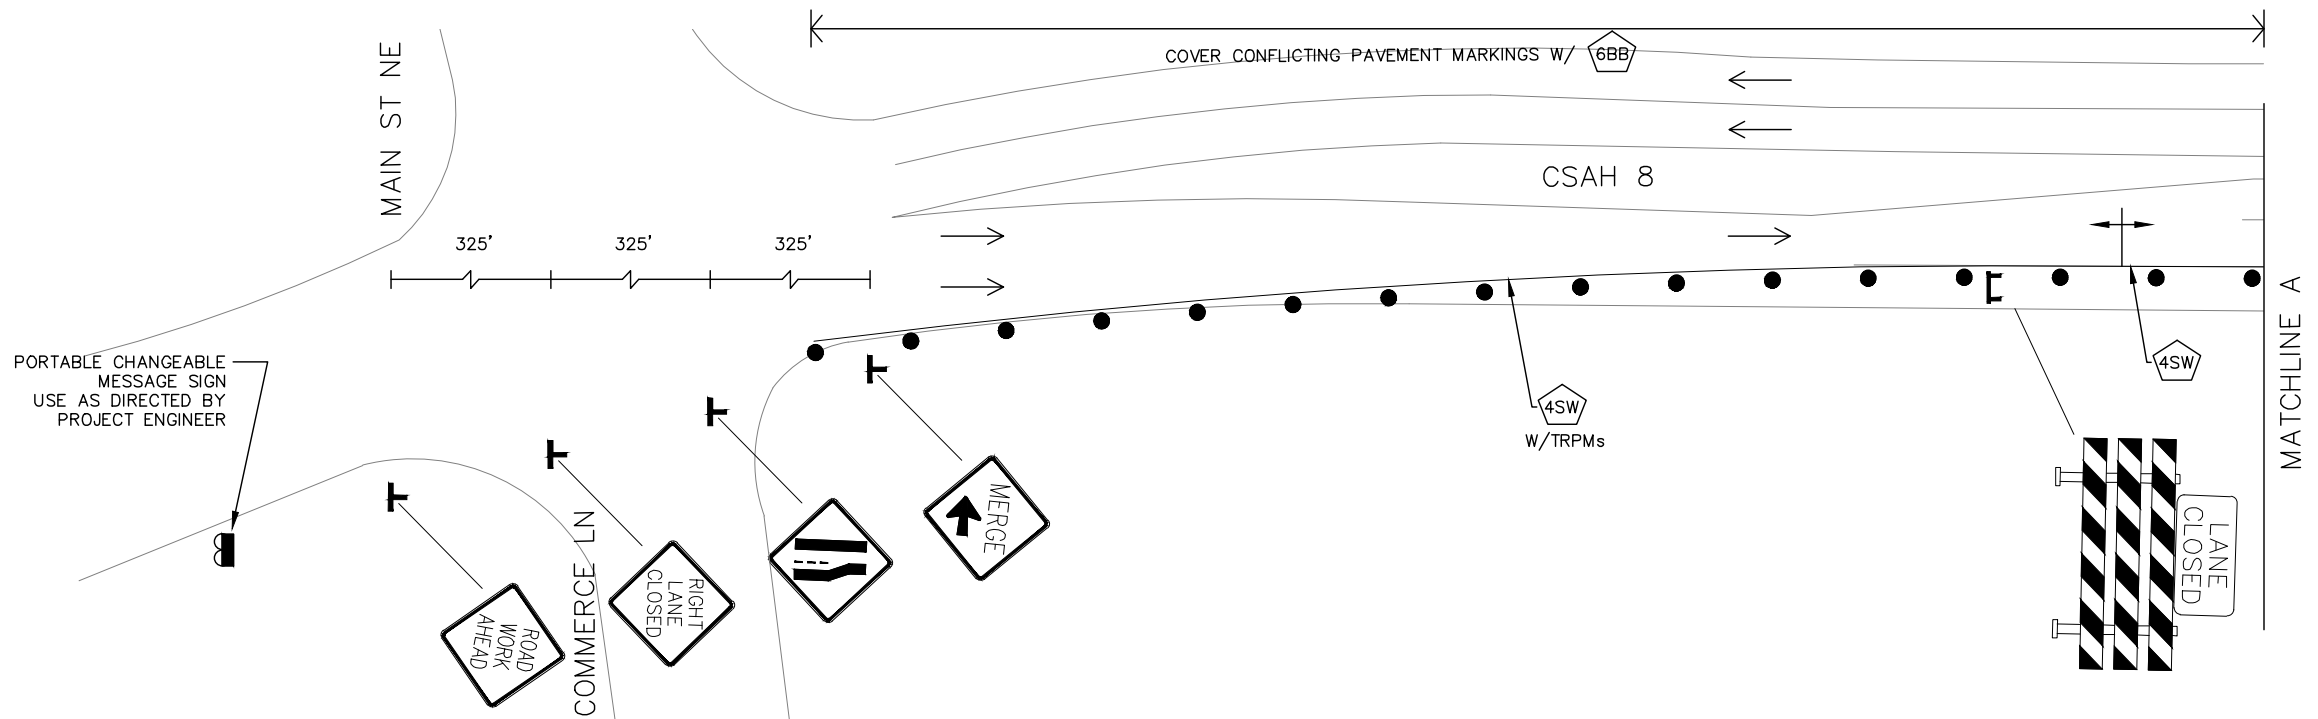 COVER CONFLICTING PAVEMENT MARKINGS W/ 6BB
MAIN ST NE
CSAH 8
325'
325'
325'
PORTABLE CHANGEABLE
MESSAGE SIGN
USE AS DIRECTED BY
PROJECT ENGINEER
4SW
W/TRPMs
4SW
MATCHLINE A
MERGE
RIGHT
LANE
CLOSED
ROAD
WORK
AHEAD
COMMERCE LN
LANE
CLOSED